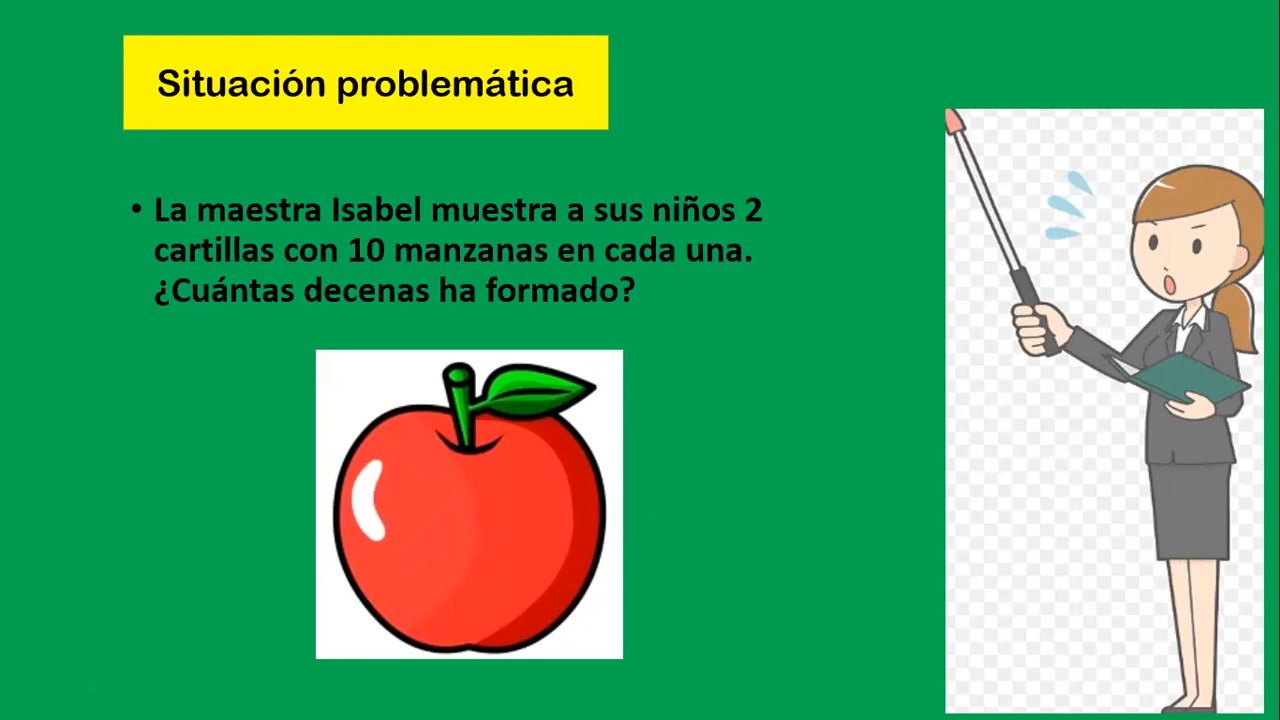 Situación problemática
• La maestra Isabel muestra a sus niños 2
cartillas con 10 manzanas en cada una.
¿Cuántas decenas ha formado?